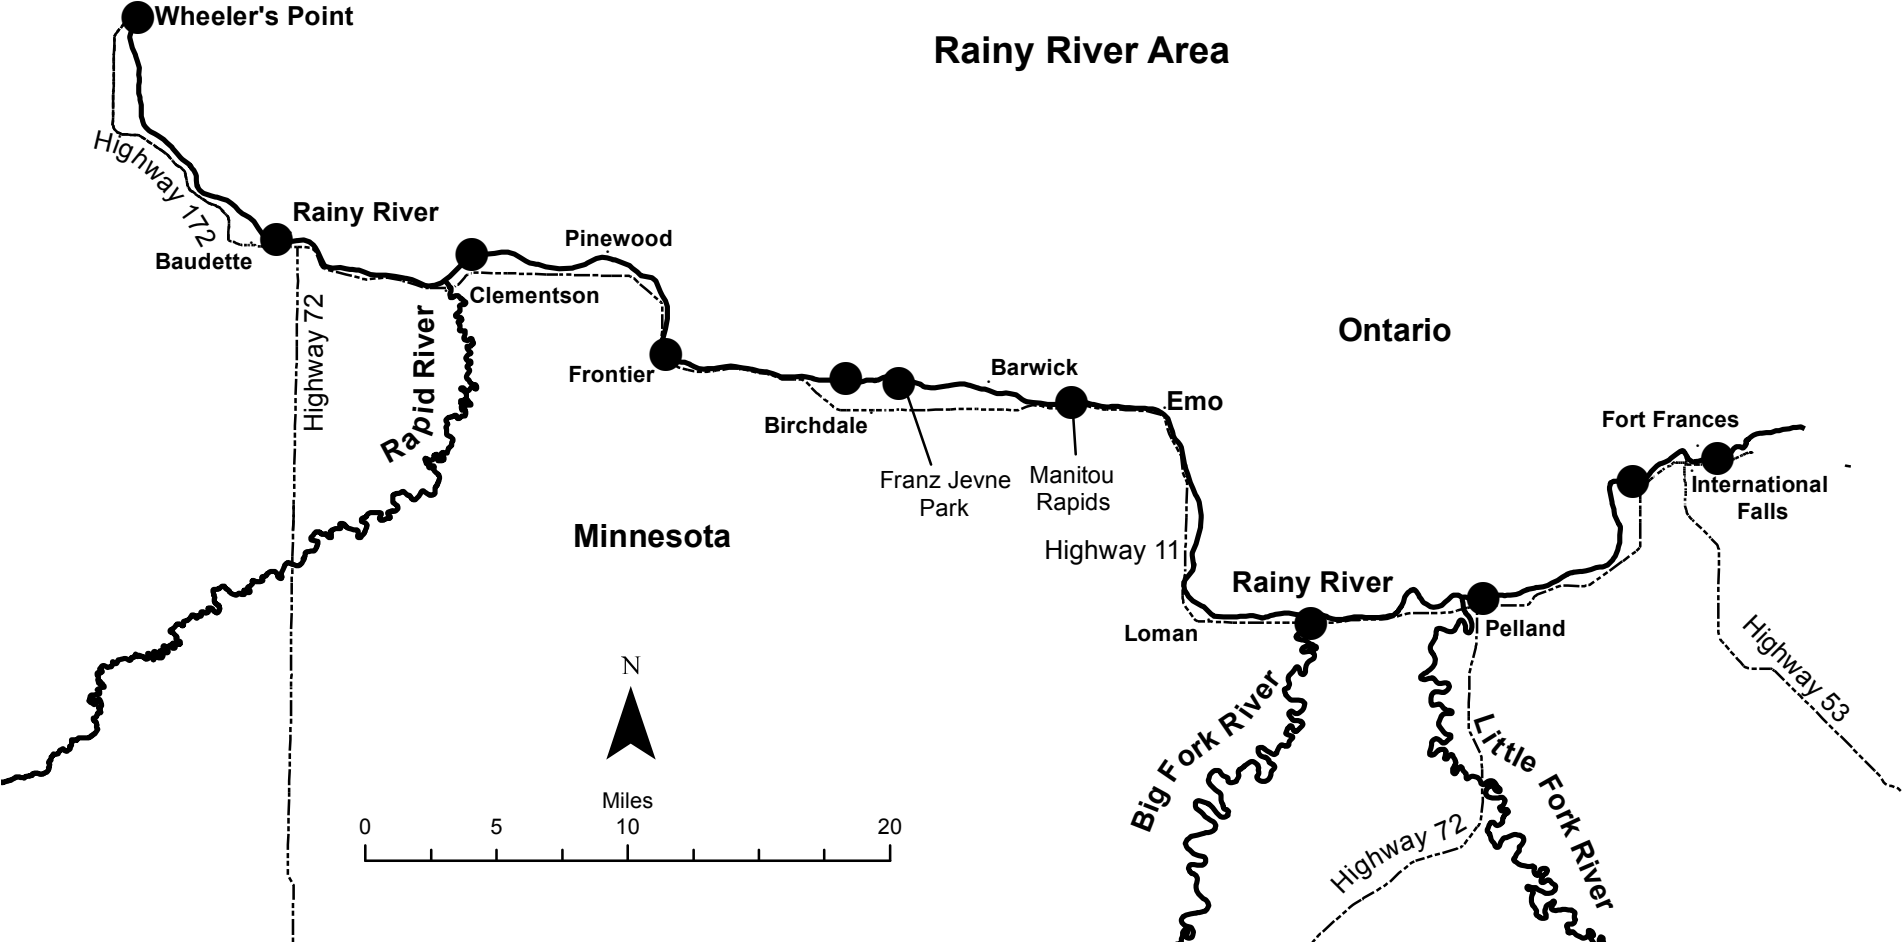 Wheeler's Point
Rainy River Area
Highway 172
Rainy River
Baudette
Pinewood
Clementson
Highway 72
Rapid River
Frontier
Ontario
Barwick
Emo
Birchdale
Fort Frances
Franz Jevne
Park
Manitou
Rapids
International
Falls
Minnesota
Highway 11
Rainy River
Loman
Pelland
Highway 53
N
Big Fork River
Little Fork River
Miles
0 5 10 20
Highway 72